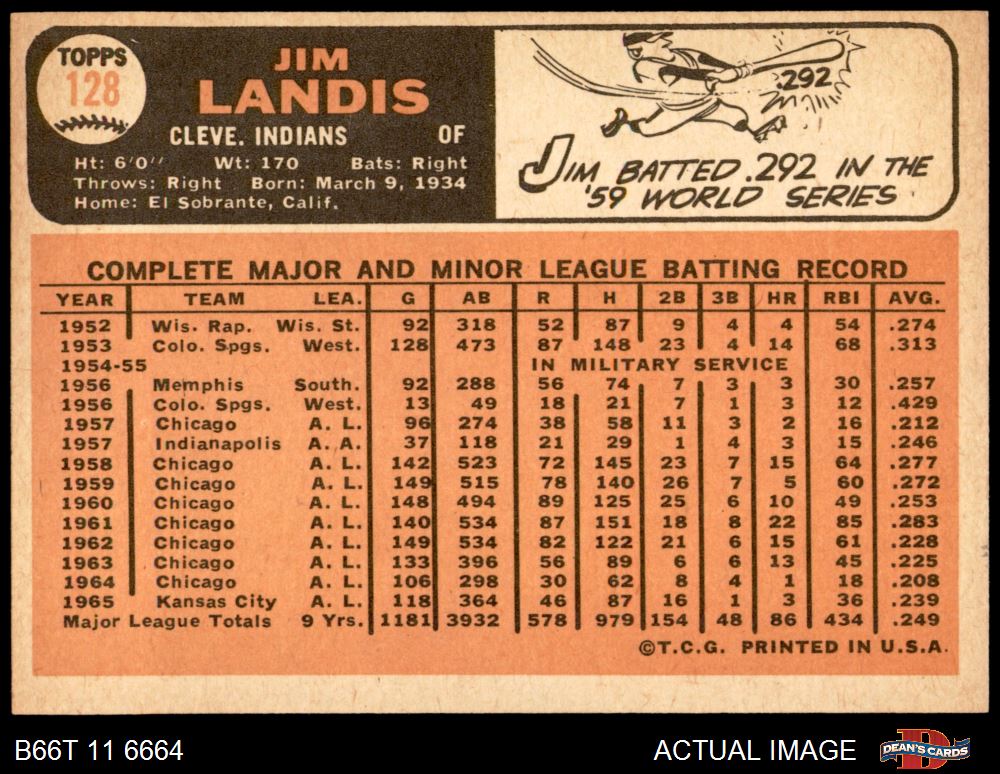 TOPPS
128
JIM
LANDIS
CLEVE. INDIANS OF
Ht: 6'0" Wt: 170 Bats: Right
Throws: Right Born: March 9, 1934
Home: El Sobrante, Calif.
.292
JIM BATTED .292 IN THE
'59 WORLD SERIES
COMPLETE MAJOR AND MINOR LEAGUE BATTING RECORD
YEAR TEAM LEA. G AB R H 2B 3B HR RBI AVG.
1952 Wis. Rap. Wis. St. 92 318 52 87 9 4 4 54 .274
1953 Colo. Spgs. West. 128 473 87 148 23 4 14 68 .313
1954-55 IN MILITARY SERVICE
1956 Memphis South. 92 288 56 74 7 3 3 30 .257
1956 Colo. Spgs. West. 13 49 18 21 7 1 3 12 .429
1957 Chicago A. L. 96 274 38 58 11 3 2 16 .212
1957 Indianapolis A. A. 37 118 21 29 1 4 3 15 .246
1958 Chicago A. L. 142 523 72 145 23 7 15 64 .277
1959 Chicago A. L. 149 515 78 140 26 7 5 60 .272
1960 Chicago A. L. 148 494 89 125 25 6 10 49 .253
1961 Chicago A. L. 140 534 87 151 18 8 22 85 .283
1962 Chicago A. L. 149 534 82 122 21 6 15 61 .228
1963 Chicago A. L. 133 396 56 89 6 6 13 45 .225
1964 Chicago A. L. 106 298 30 62 8 4 1 18 .208
1965 Kansas City A. L. 118 364 46 87 16 1 3 36 .239
Major League Totals 9 Yrs. 1181 3932 578 979 154 48 86 434 .249
©T.C.G. PRINTED IN U.S.A.
B66T 11 6664 ACTUAL IMAGE DEAN'S CARDS